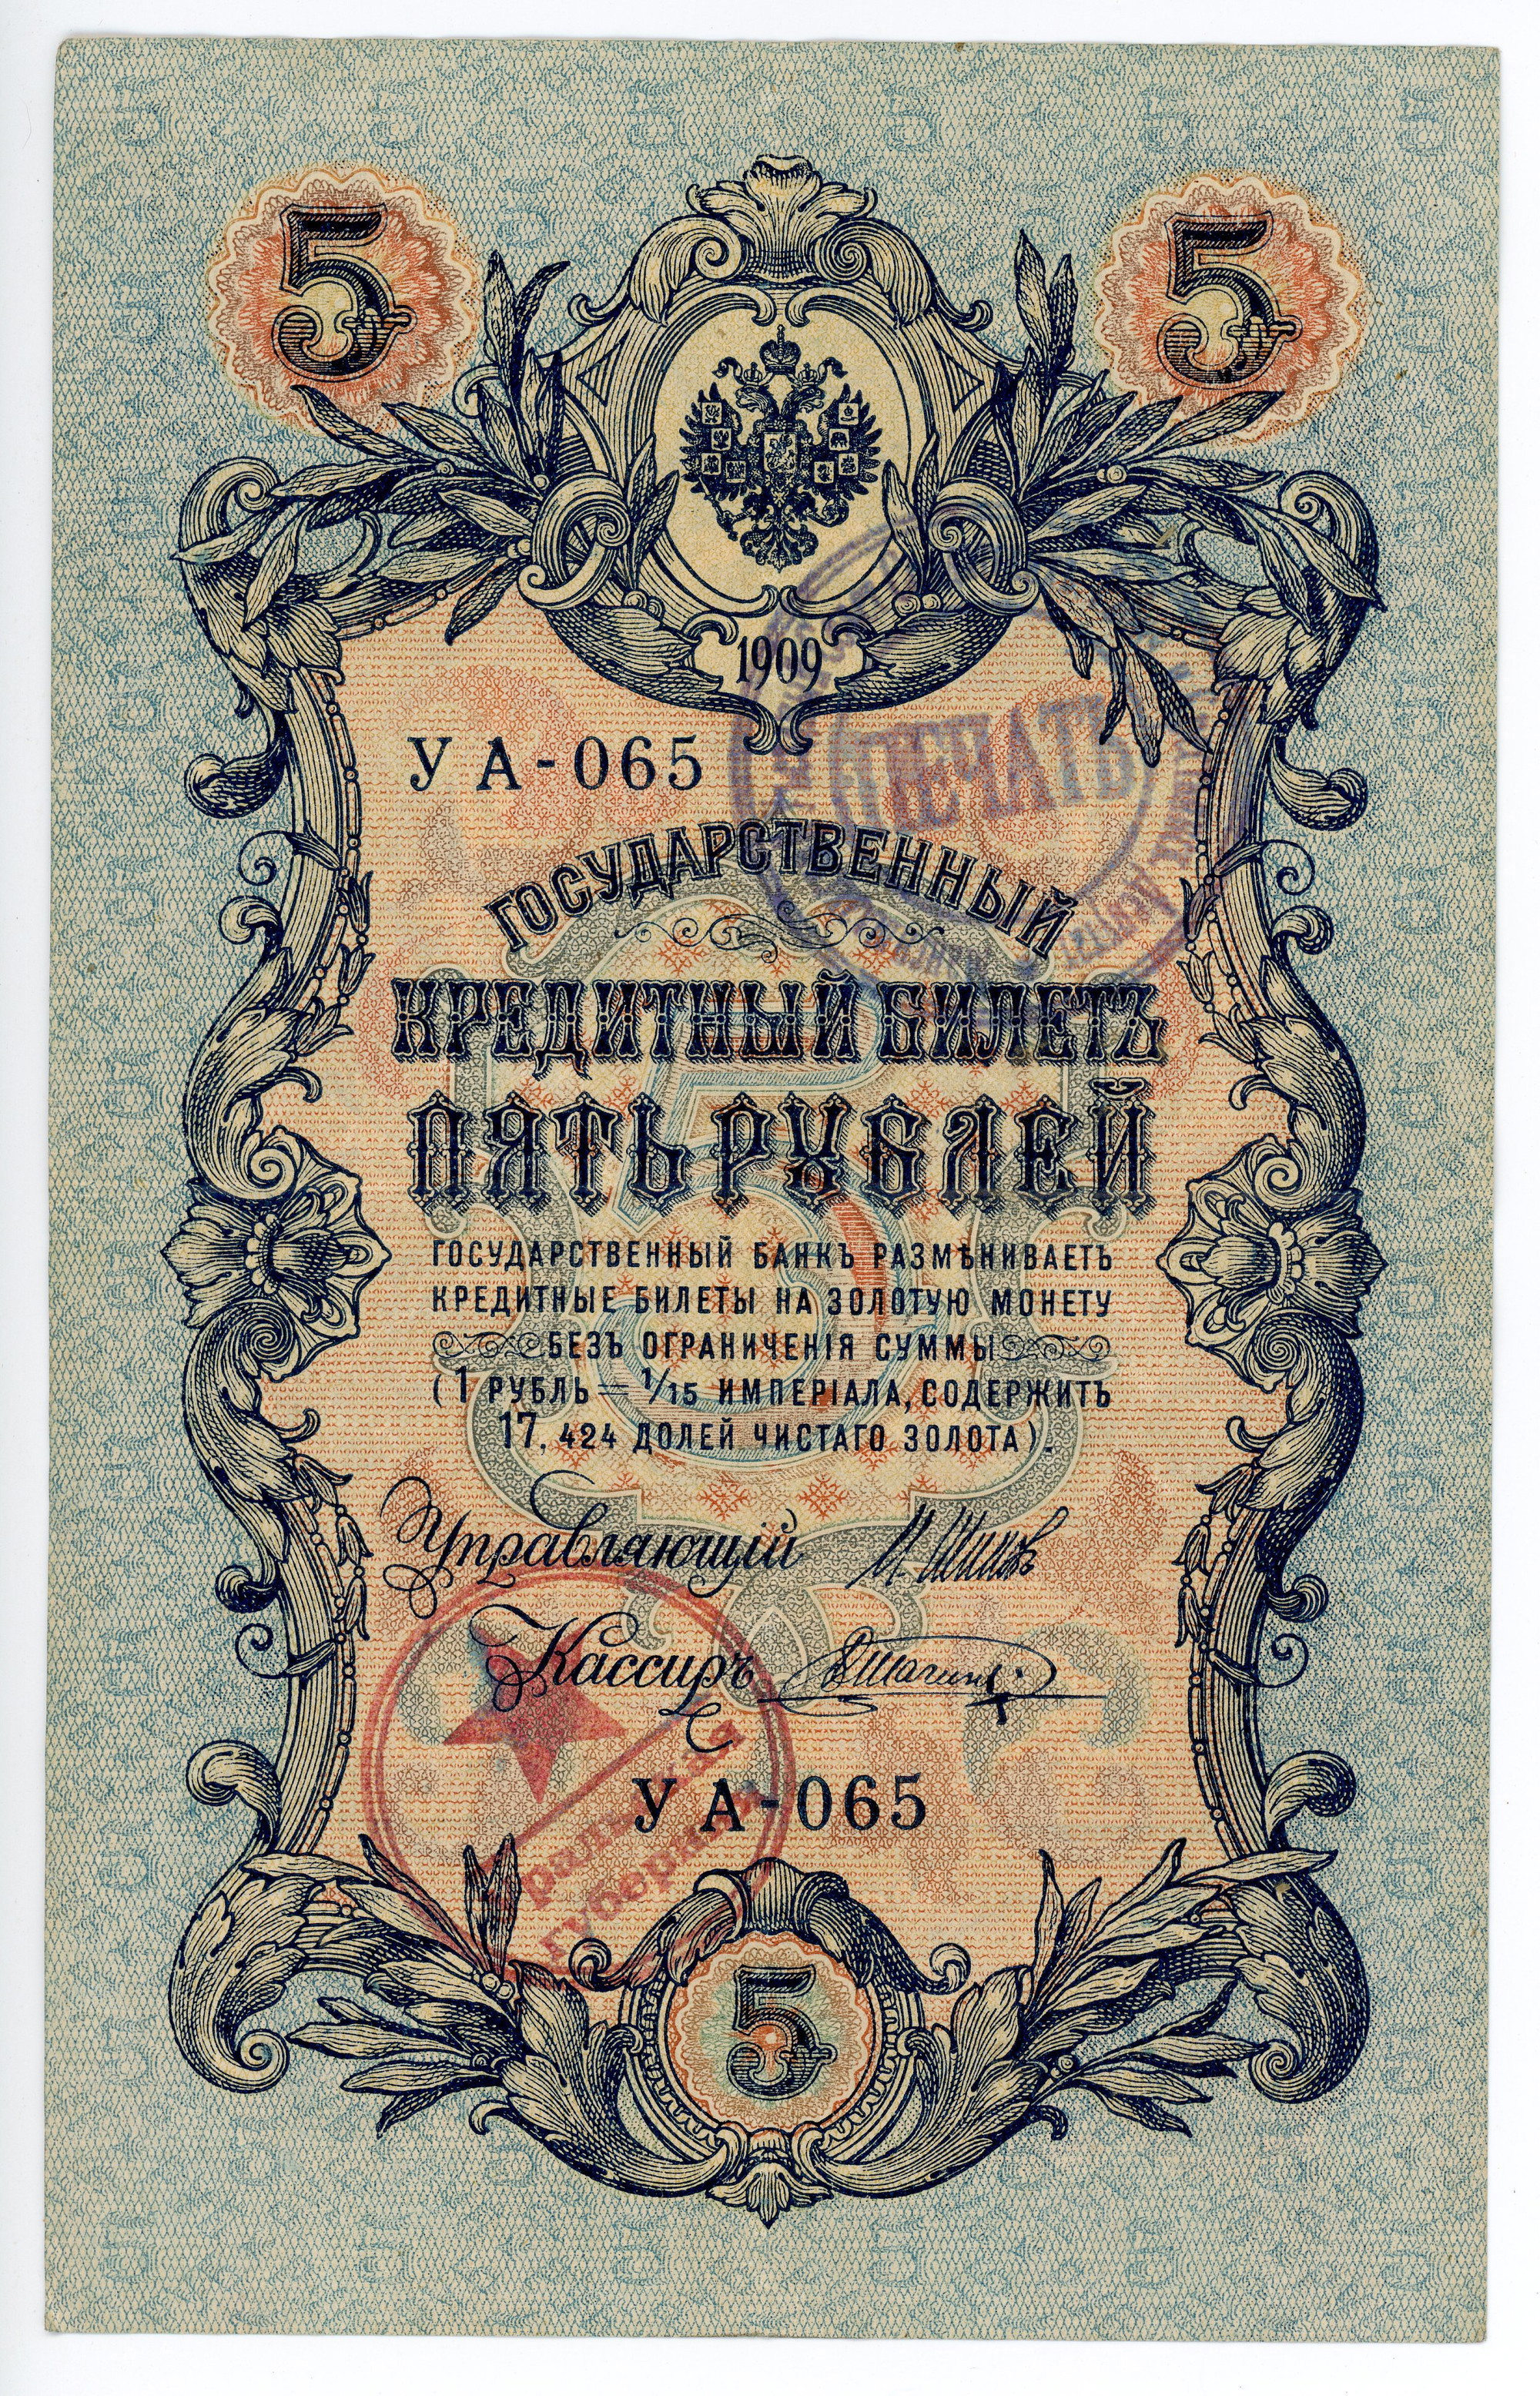 5 5
1909
УА-065
ПЕЧАТЬ
ГОСУДАРСТВЕННЫЙ
КРЕДИТНЫЙ БИЛЕТЪ
ПЯТЬ РУБЛЕЙ
ГОСУДАРСТВЕННЫЙ БАНКЪ РАЗМѢНИВАЕТЪ
КРЕДИТНЫЕ БИЛЕТЫ НА ЗОЛОТУЮ МОНЕТУ
БЕЗЪ ОГРАНИЧЕНІЯ СУММЫ
(1 РУБЛЬ = 1/15 ИМПЕРІАЛА, СОДЕРЖИТЪ
17,424 ДОЛЕЙ ЧИСТАГО ЗОЛОТА).
Управляющій И. Шипов
Кассиръ
УА-065
5